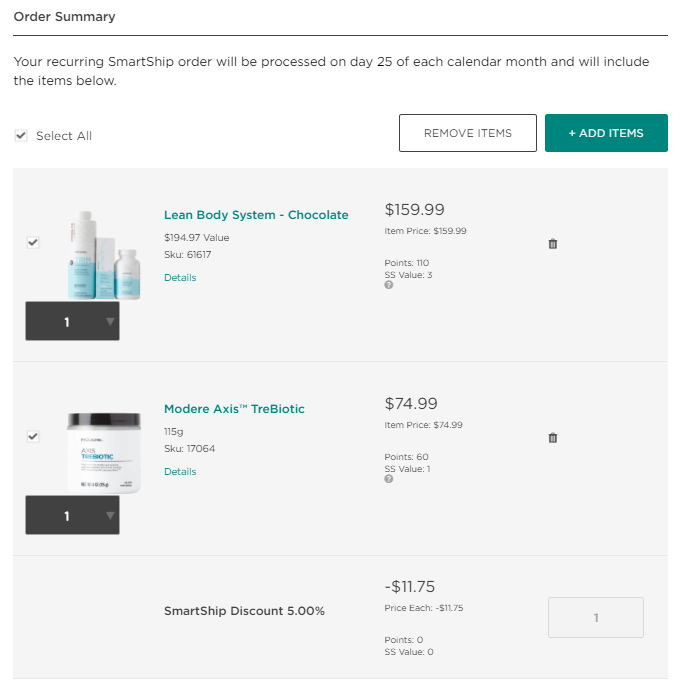 Order Summary
Your recurring SmartShip order will be processed on day 25 of each calendar month and will include
the items below.
Select All
REMOVE ITEMS
+ ADD ITEMS
Lean Body System - Chocolate
$194.97 Value
Sku: 61617
Details
$159.99
Item Price: $159.99
Points: 110
SS Value: 3
?
1
Modere Axis™ TreBiotic
115g
Sku: 17064
Details
$74.99
Item Price: $74.99
Points: 60
SS Value: 1
?
AXIS
TREBIOTIC
1
SmartShip Discount 5.00%
-$11.75
Price Each: -$11.75
Points: 0
SS Value: 0
1